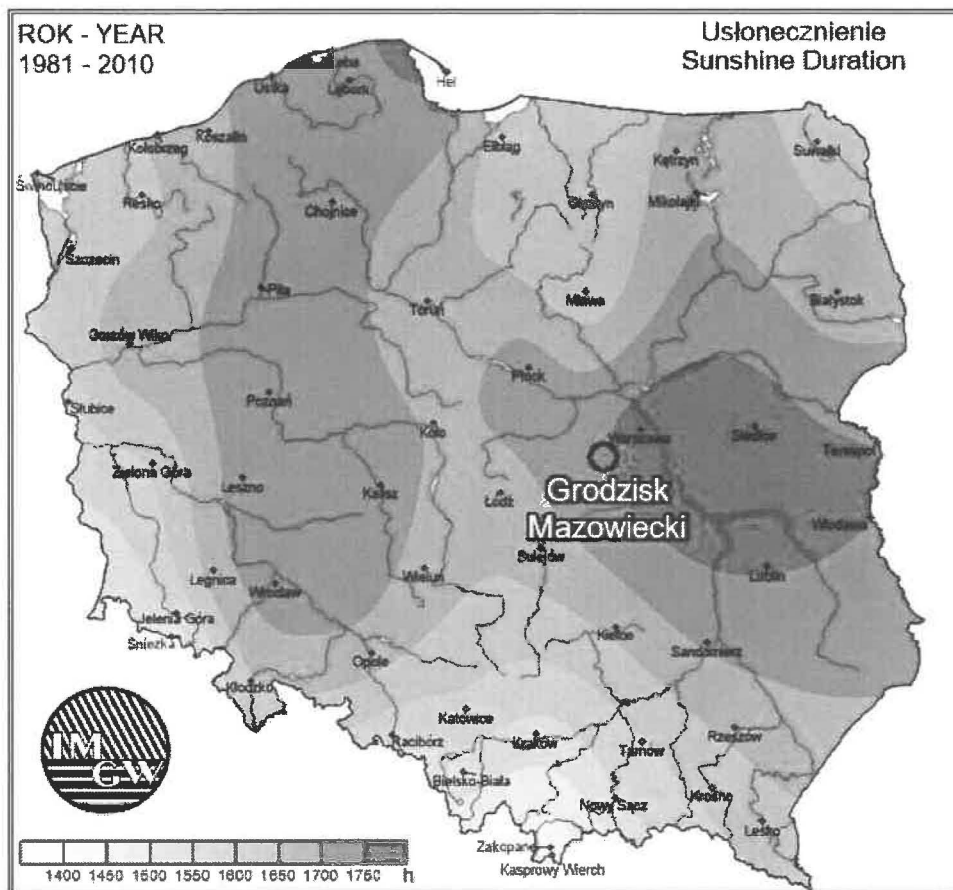 ROK - YEAR
1981 - 2010
Usłonecznienie
Sunshine Duration
Ustka
Lębork
Hel
Koszalin
Kołobrzeg
Elbląg
Kętrzyn
Suwałki
Resko
Chojnice
Olsztyn
Mikołajki
Szczecin
Piła
Toruń
Mława
Białystok
Gorzów Wlkp.
Płock
Słubice
Poznań
Koło
Warszawa
Siedlce
Terespol
Zielona Góra
Leszno
Kalisz
Łódź
Grodzisk
Mazowiecki
Włodawa
Sulejów
Legnica
Wrocław
Wieluń
Lublin
Jelenia Góra
Śnieżka
Kielce
Opole
Sandomierz
Kłodzko
Katowice
Racibórz
Kraków
Tarnów
Rzeszów
Bielsko-Biała
Nowy Sącz
Krosno
Lesko
Zakopane
Kasprowy Wierch
IM
GW
1400 1450 1500 1550 1600 1650 1700 1750 h